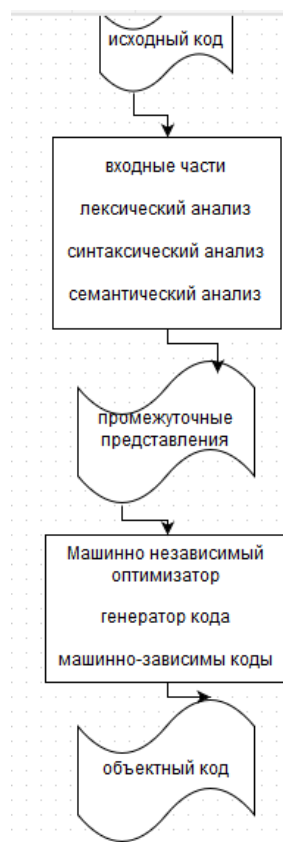 исходный код
входные части
лексический анализ
синтаксический анализ
семантический анализ
промежуточные
представления
Машинно независимый
оптимизатор
генератор кода
машинно-зависимы коды
объектный код